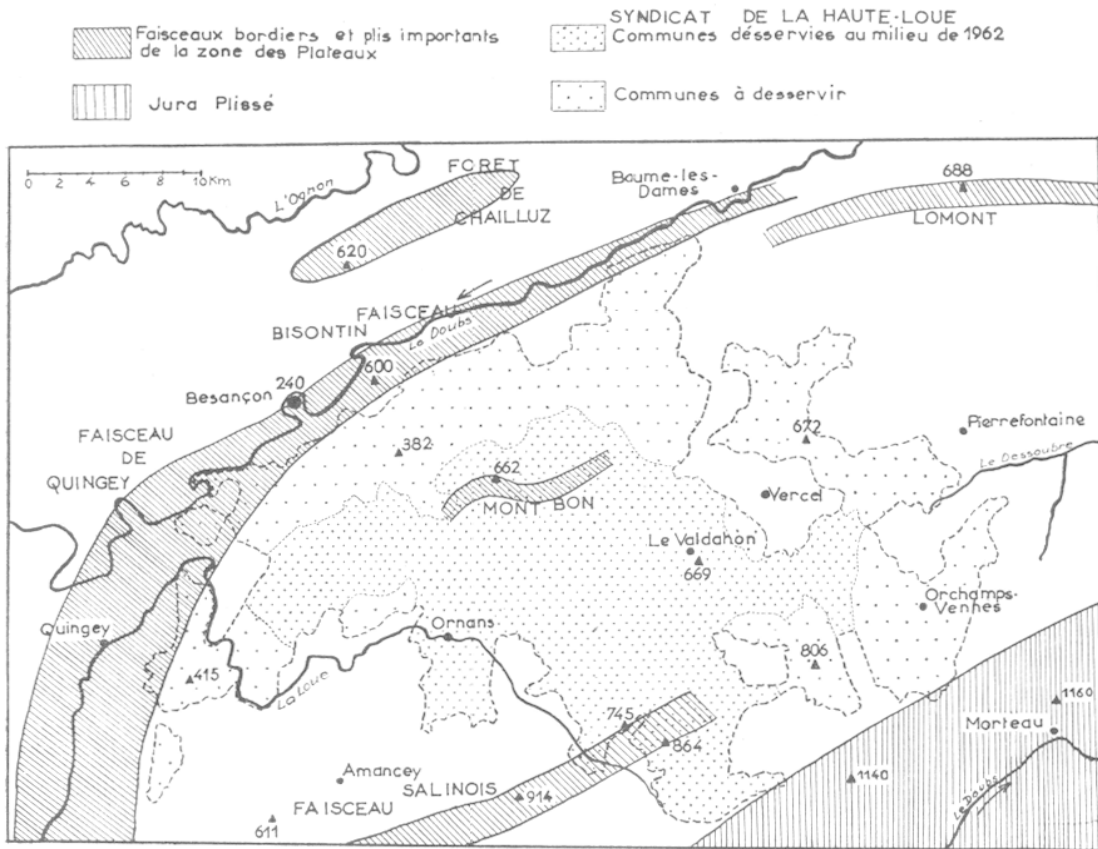 Faisceaux bordiers et plis importants
de la zone des Plateaux
Jura Plissé
SYNDICAT DE LA HAUTE-LOUE
Communes désservies au milieu de 1962
Communes à desservir
0 2 4 6 8 10Km
L'Ognon
FORET
DE
CHAILLUZ
620
Baume-les-
Dames
688
LOMONT
FAISCEAU
BISONTIN
Le Doubs
600
Besançon
240
FAISCEAU
DE
QUINGEY
382
662
MONT BON
672
Pierrefontaine
Le Dessoubre
Vercel
Le Valdahon
669
Orchamps-
Vennes
Quingey
Ornans
415
La Loue
806
745
864
1160
Morteau
1140
Le Doubs
Amancey
SALINOIS
914
FAISCEAU
611